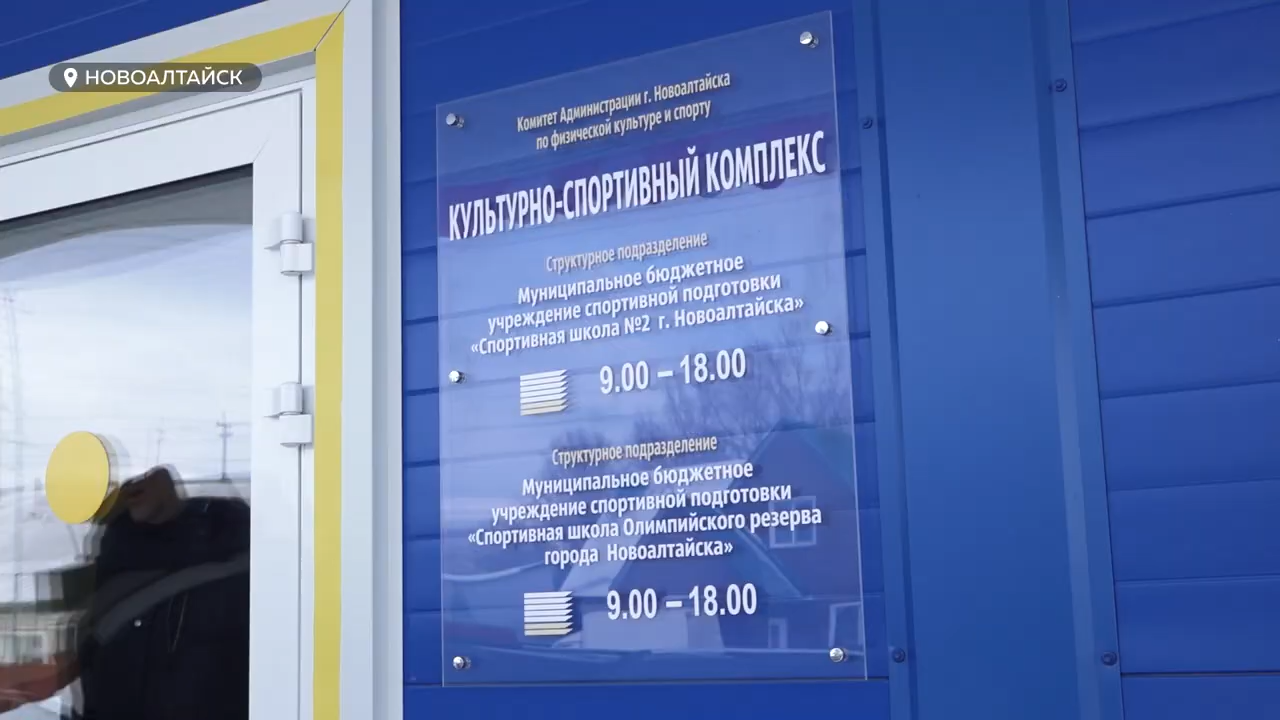 НОВОАЛТАЙСК
Комитет Администрации г. Новоалтайска
по физической культуре и спорту
КУЛЬТУРНО-СПОРТИВНЫЙ КОМПЛЕКС
Структурное подразделение
Муниципальное бюджетное
учреждение спортивной подготовки
«Спортивная школа №2 г. Новоалтайска»
9.00 – 18.00
Структурное подразделение
Муниципальное бюджетное
учреждение спортивной подготовки
«Спортивная школа Олимпийского резерва
города Новоалтайска»
9.00 – 18.00